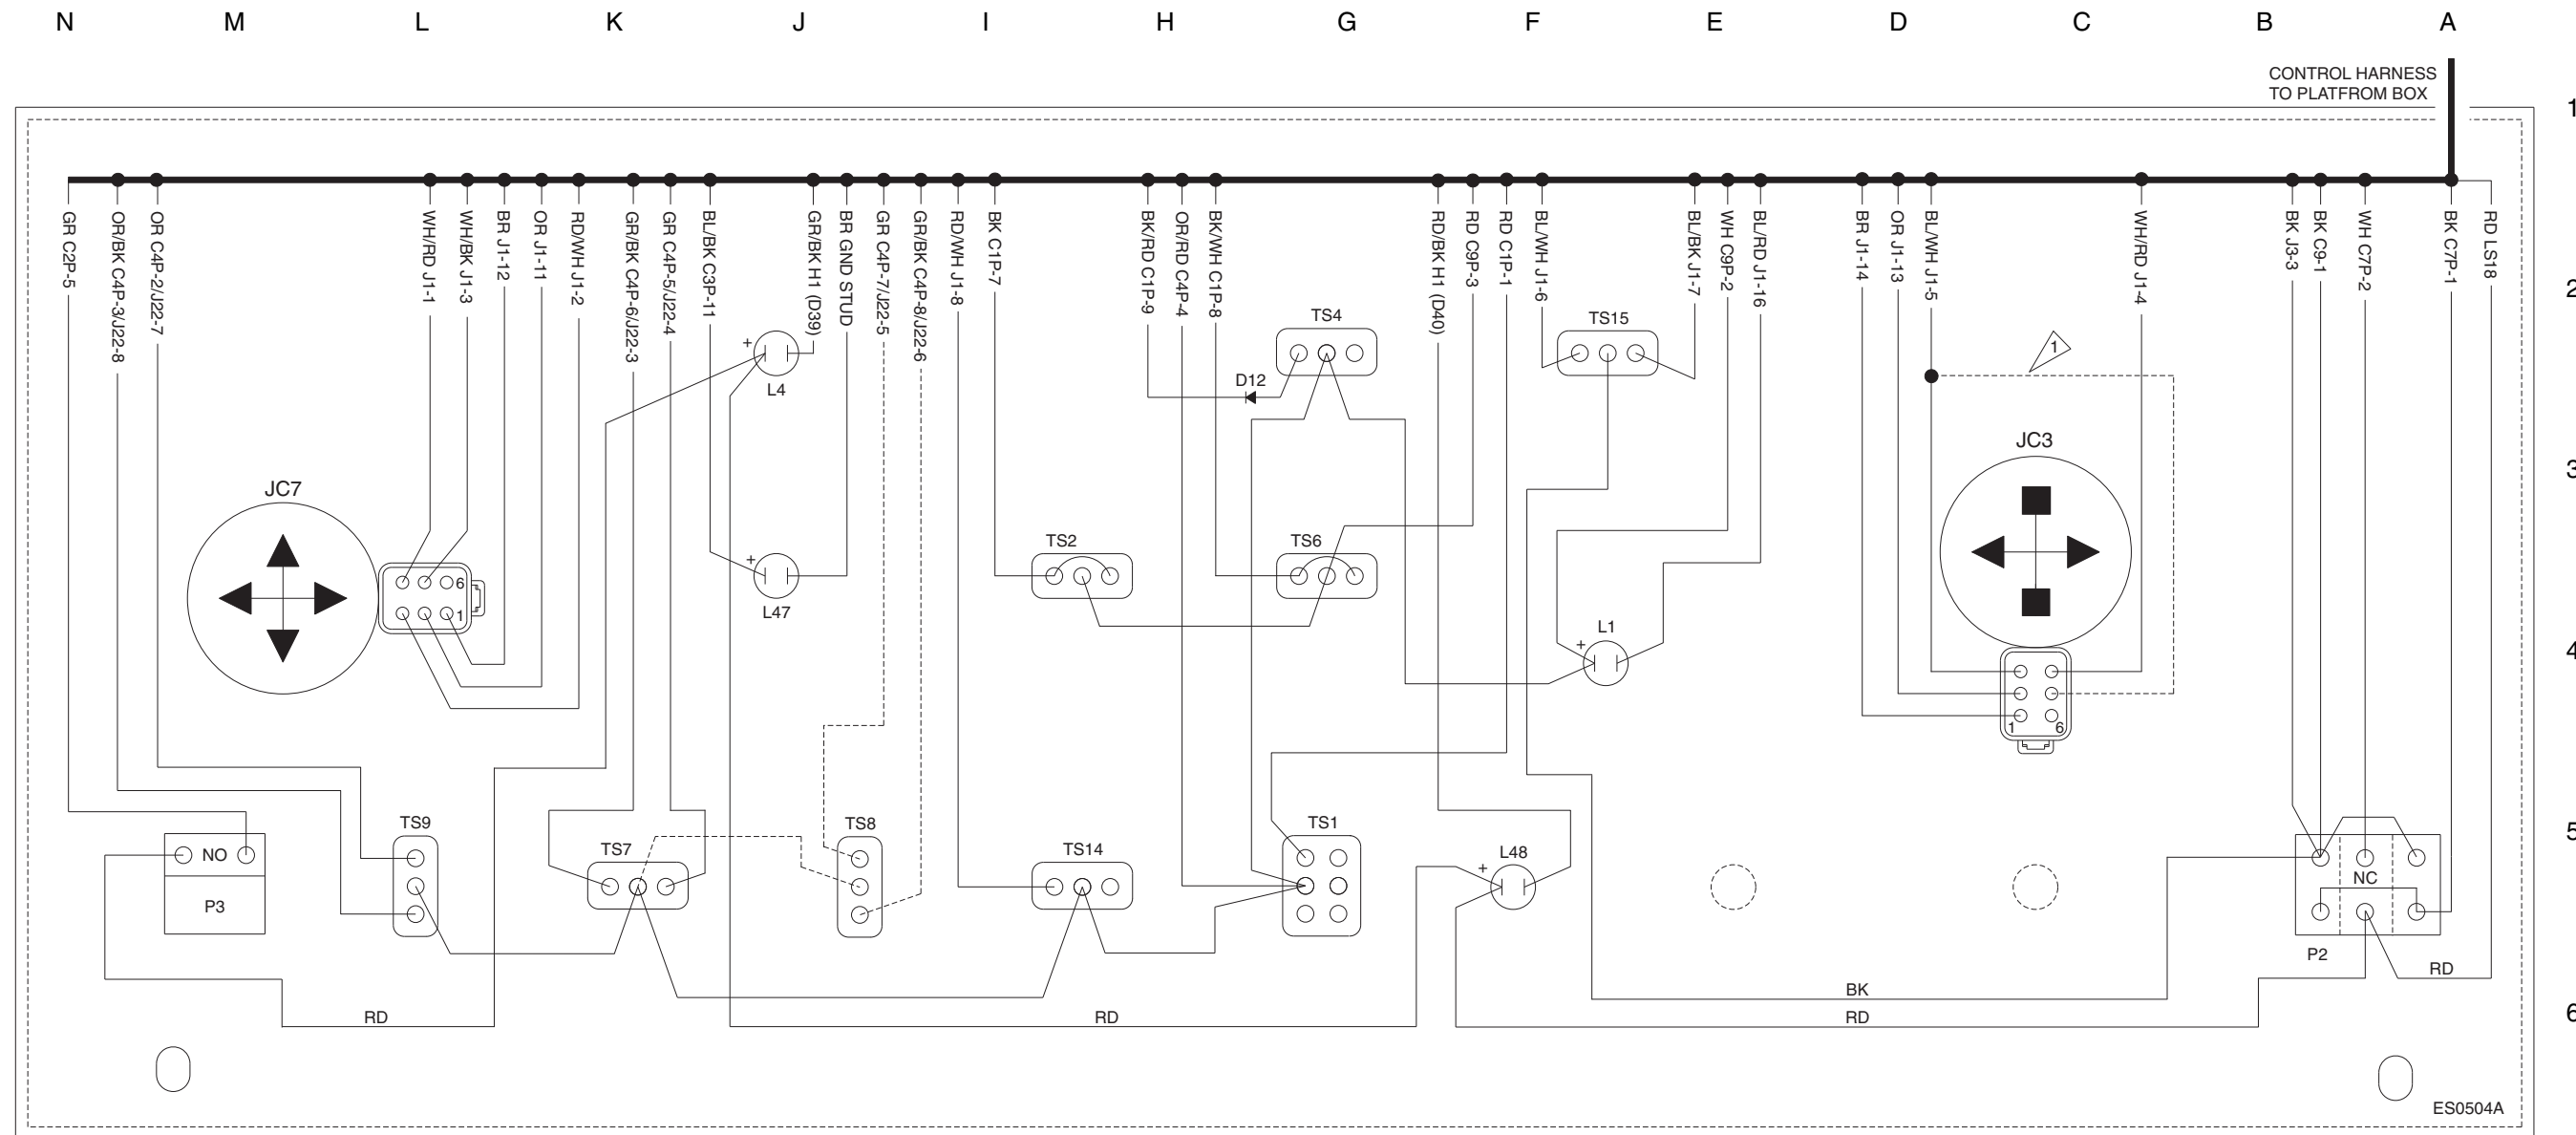 N M L K J I H G F E D C B A
CONTROL HARNESS
TO PLATFROM BOX
1
GR C2P-5
OR/BK C4P-3/J22-8
OR C4P-2/J22-7
WH/RD J1-1
WH/BK J1-3
BR J1-12
OR J1-11
RD/WH J1-2
GR/BK C4P-6/J22-3
GR C4P-5/J22-4
BL/BK C3P-11
GR/BK H1 (D39)
BR GND STUD
GR C4P-7/J22-5
GR/BK C4P-8/J22-6
RD/WH J1-8
BK C1P-7
BK/RD C1P-9
OR/RD C4P-4
BK/WH C1P-8
RD/BK H1 (D40)
RD C9P-3
RD C1P-1
BL/WH J1-6
BL/BK J1-7
WH C9P-2
BL/RD J1-16
BR J1-14
OR J1-13
BL/WH J1-5
WH/RD J1-4
BK J3-3
BK C9-1
WH C7P-2
BK C7P-1
RD LS18
2
TS4
TS15
1
+
L4
D12
JC3
3
JC7
TS2
TS6
+
L47
6
1
L1
+
4
1 6
TS9
TS7
TS8
TS14
TS1
5
L48
+
NO
P3
NC
P2
RD
BK
RD
RD
RD
6
ES0504A